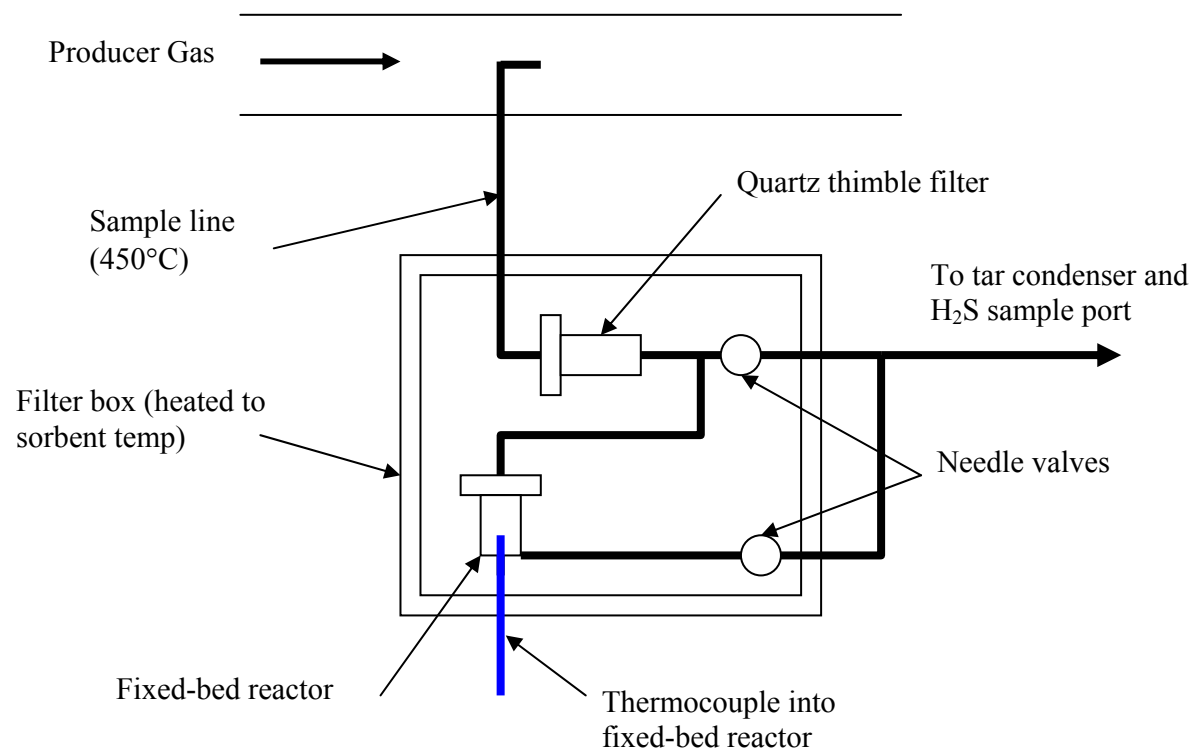 Producer Gas
Quartz thimble filter
Sample line
(450°C)
To tar condenser and
H₂S sample port
Filter box (heated to
sorbent temp)
Needle valves
Fixed-bed reactor
Thermocouple into
fixed-bed reactor